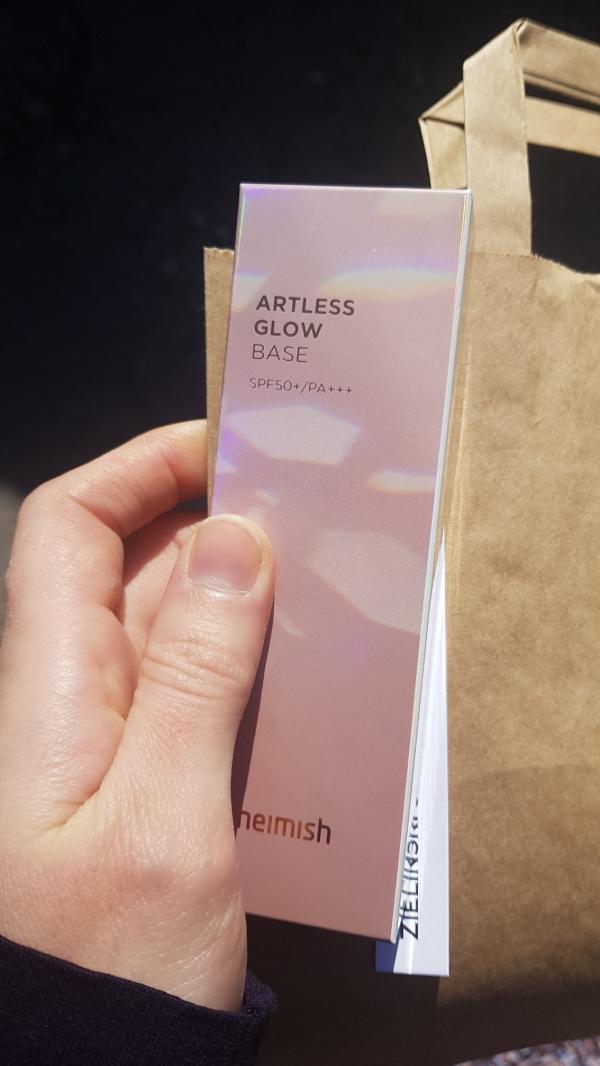 ARTLESS
GLOW
BASE
SPF50+/PA+++
heimish